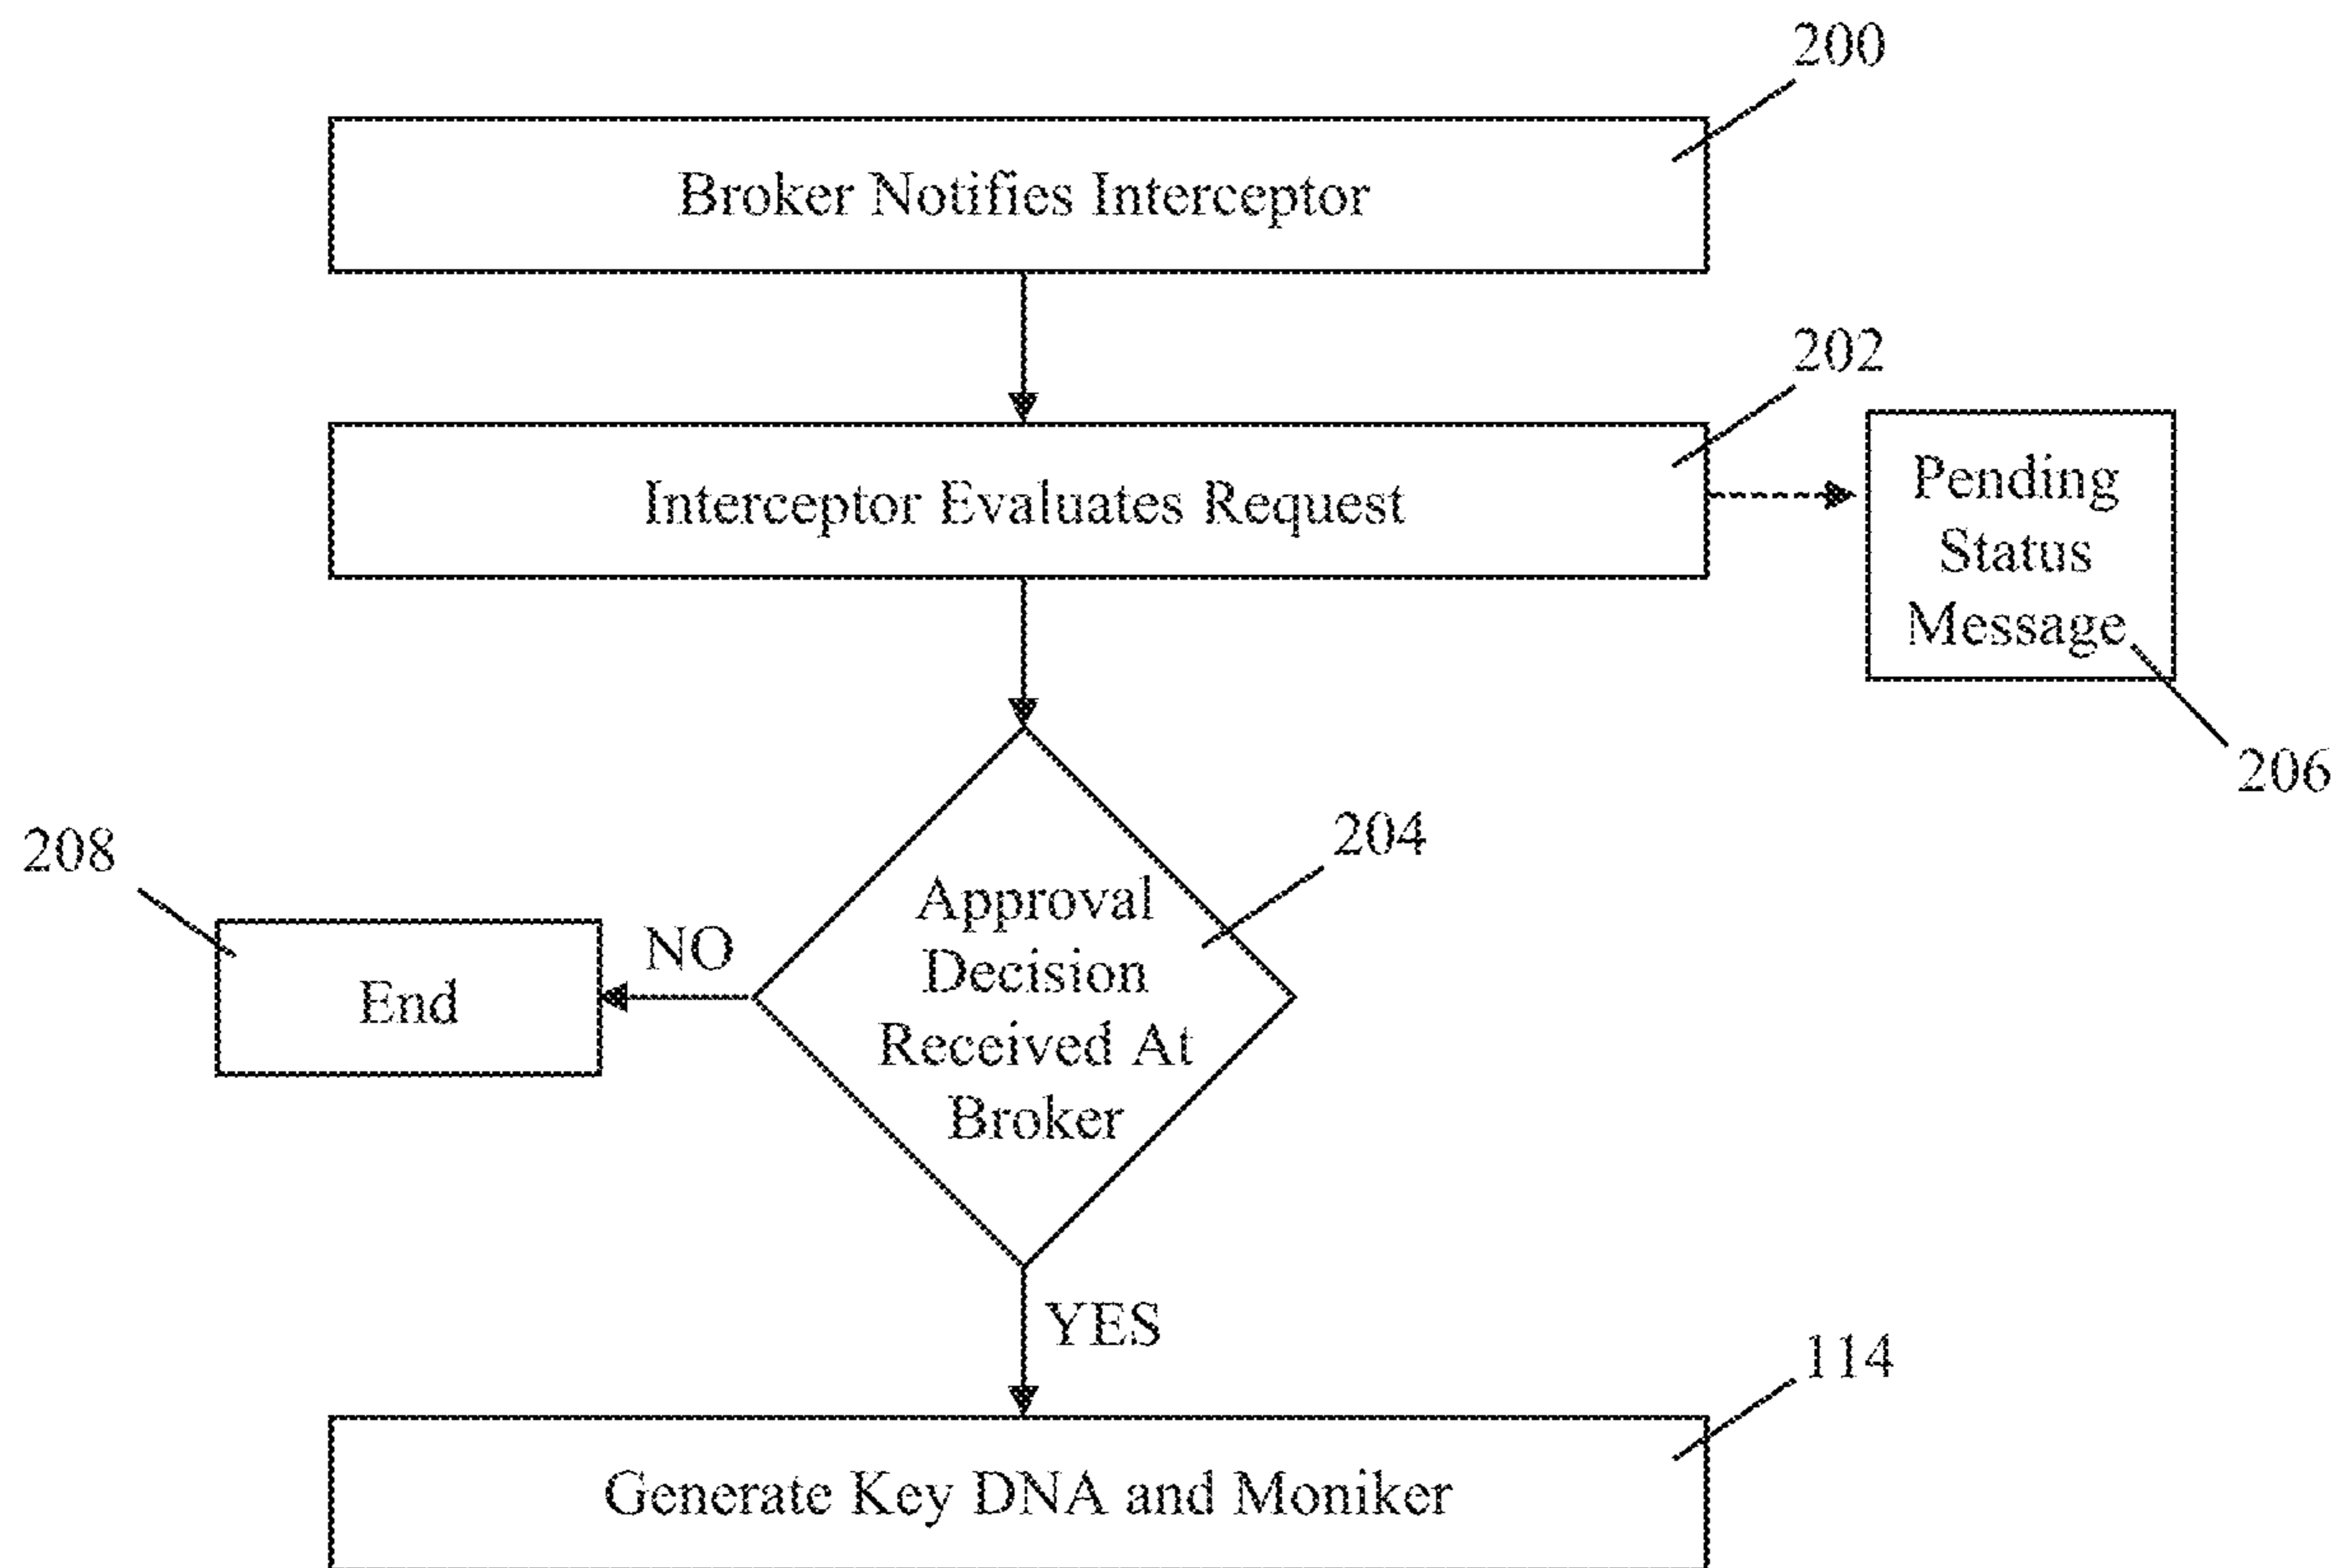 200
Broker Notifies Interceptor
202
Interceptor Evaluates Request
Pending
Status
Message
206
204
208
Approval
Decision
Received At
Broker
NO
End
YES
114
Generate Key DNA and Moniker